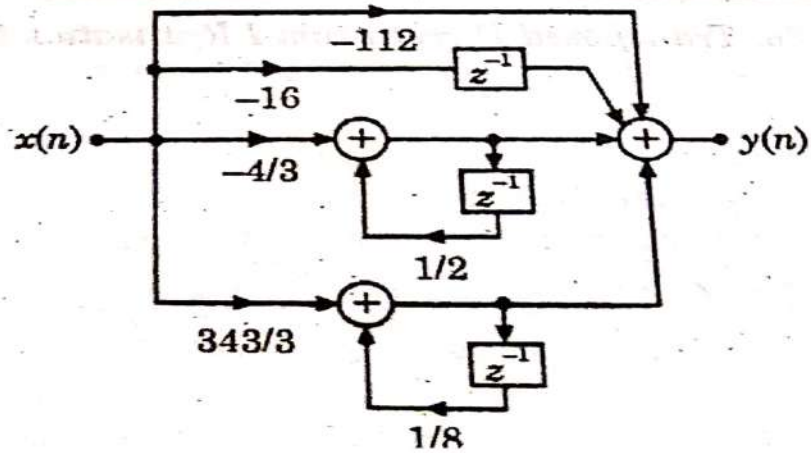 −112
z⁻¹
−16
x(n)
+
+
y(n)
−4/3
z⁻¹
1/2
+
343/3
z⁻¹
1/8